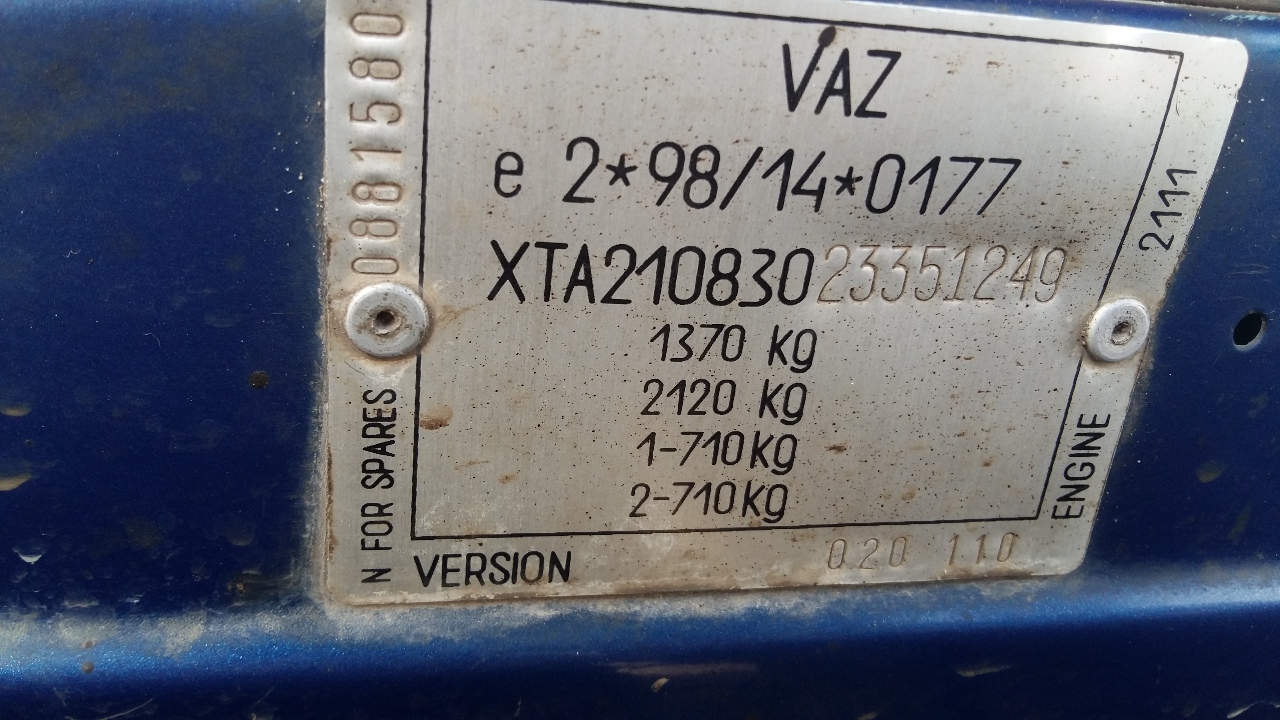 VAZ
e 2*98/14*0177
XTA21083023351249
1370 kg
2120 kg
1-710kg
2-710kg
VERSION 020 110
N FOR SPARES 0881580
ENGINE 2111